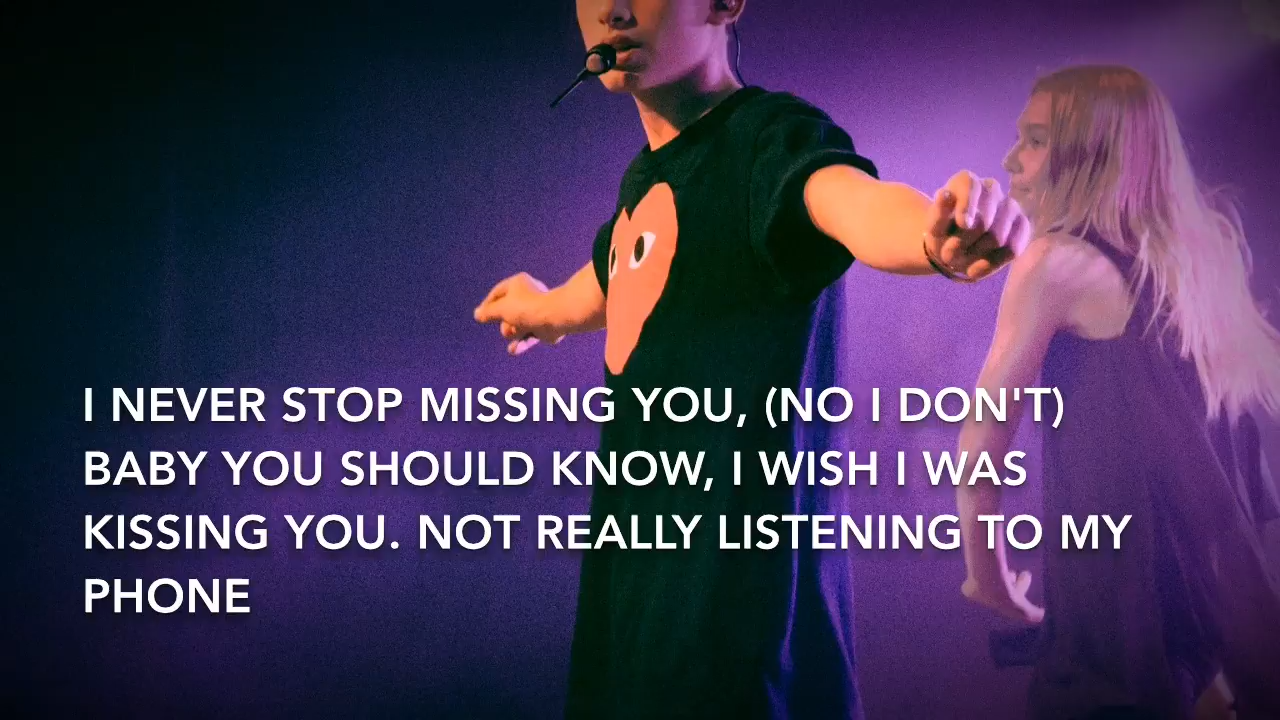 I NEVER STOP MISSING YOU, (NO I DON'T)
BABY YOU SHOULD KNOW, I WISH I WAS
KISSING YOU. NOT REALLY LISTENING TO MY
PHONE